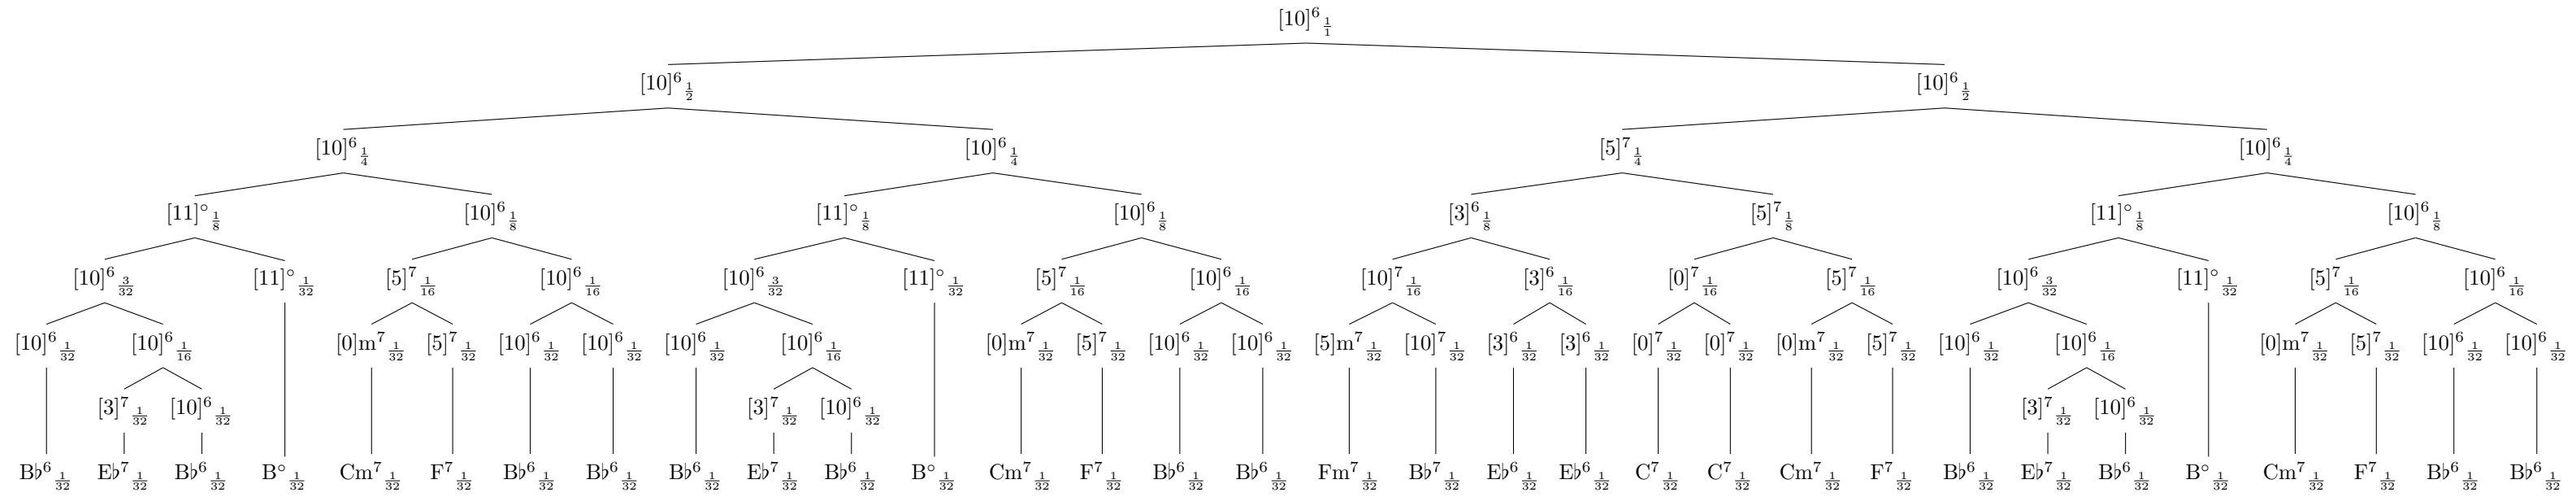 [10]⁶ 1/1
[10]⁶ 1/2 [10]⁶ 1/2
[10]⁶ 1/4 [10]⁶ 1/4 [5]⁷ 1/4 [10]⁶ 1/4
[11]° 1/8 [10]⁶ 1/8 [11]° 1/8 [10]⁶ 1/8 [3]⁶ 1/8 [5]⁷ 1/8 [11]° 1/8 [10]⁶ 1/8
[10]⁶ 3/32 [11]° 1/32 [5]⁷ 1/16 [10]⁶ 1/16 [10]⁶ 3/32 [11]° 1/32 [5]⁷ 1/16 [10]⁶ 1/16 [10]⁷ 1/16 [3]⁶ 1/16 [0]⁷ 1/16 [5]⁷ 1/16 [10]⁶ 3/32 [11]° 1/32 [5]⁷ 1/16 [10]⁶ 1/16
[10]⁶ 1/32 [10]⁶ 1/16 [0]m⁷ 1/32 [5]⁷ 1/32 [10]⁶ 1/32 [10]⁶ 1/32 [10]⁶ 1/32 [10]⁶ 1/16 [0]m⁷ 1/32 [5]⁷ 1/32 [10]⁶ 1/32 [10]⁶ 1/32 [5]m⁷ 1/32 [10]⁷ 1/32 [3]⁶ 1/32 [3]⁶ 1/32 [0]⁷ 1/32 [0]⁷ 1/32 [0]m⁷ 1/32 [5]⁷ 1/32 [10]⁶ 1/32 [10]⁶ 1/16 [0]m⁷ 1/32 [5]⁷ 1/32 [10]⁶ 1/32 [10]⁶ 1/32
[3]⁷ 1/32 [10]⁶ 1/32 [3]⁷ 1/32 [10]⁶ 1/32 [3]⁷ 1/32 [10]⁶ 1/32
B♭⁶ 1/32 E♭⁷ 1/32 B♭⁶ 1/32 B° 1/32 Cm⁷ 1/32 F⁷ 1/32 B♭⁶ 1/32 B♭⁶ 1/32 B♭⁶ 1/32 E♭⁷ 1/32 B♭⁶ 1/32 B° 1/32 Cm⁷ 1/32 F⁷ 1/32 B♭⁶ 1/32 B♭⁶ 1/32 Fm⁷ 1/32 B♭⁷ 1/32 E♭⁶ 1/32 E♭⁶ 1/32 C⁷ 1/32 C⁷ 1/32 Cm⁷ 1/32 F⁷ 1/32 B♭⁶ 1/32 E♭⁷ 1/32 B♭⁶ 1/32 B° 1/32 Cm⁷ 1/32 F⁷ 1/32 B♭⁶ 1/32 B♭⁶ 1/32